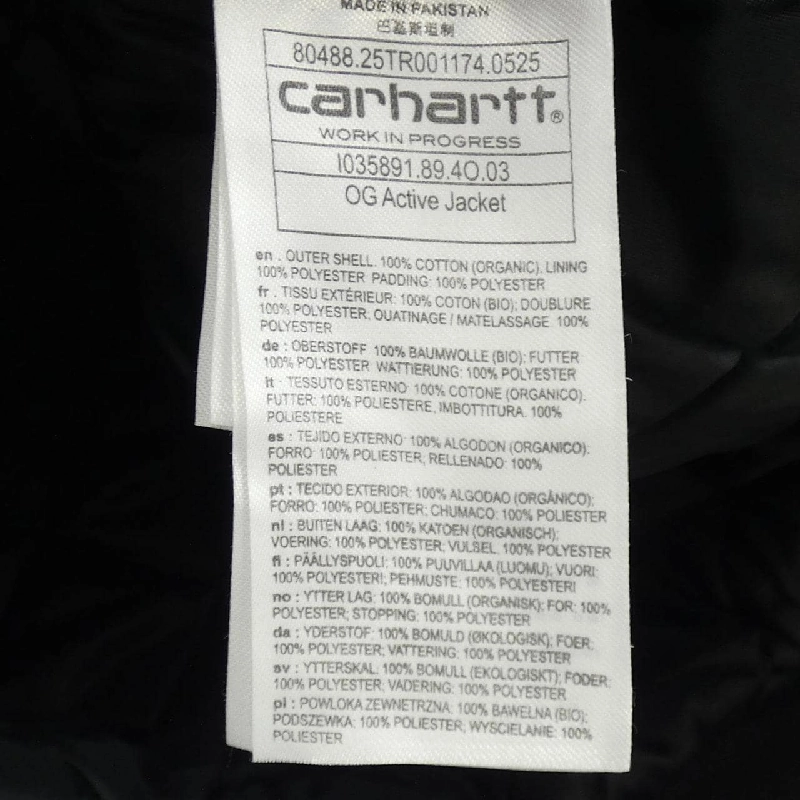 MADE IN PAKISTAN
巴基斯坦制
80488.25TR001174.0525
carhartt®
WORK IN PROGRESS
I035891.89.4O.03
OG Active Jacket
en . OUTER SHELL. 100% COTTON (ORGANIC), LINING
100% POLYESTER PADDING: 100% POLYESTER
fr . TISSU EXTÉRIEUR: 100% COTON (BIO); DOUBLURE
100% POLYESTER; OUATINAGE / MATELASSAGE. 100%
POLYESTER
de : OBERSTOFF 100% BAUMWOLLE (BIO); FUTTER
100% POLYESTER WATTIERUNG: 100% POLYESTER
it - TESSUTO ESTERNO 100% COTONE (ORGANICO).
FUTTER: 100% POLIESTERE, IMBOTTITURA. 100%
POLIESTERE
es : TEJIDO EXTERNO 100% ALGODON (ORGANICO);
FORRO: 100% POLIESTER, RELLENADO: 100%
POLIESTER
pt : TECIDO EXTERIOR: 100% ALGODAO (ORGÂNICO);
FORRO: 100% POLIESTER; CHUMACO: 100% POLIESTER
nl : BUITEN LAAG: 100% KATOEN (ORGANISCH);
VOERING: 100% POLYESTER; VULSEL. 100% POLYESTER
fi : PÄÄLLYSPUOLI: 100% PUUVILLAA (LUOMU); VUORI:
100% POLYESTERI; PEHMUSTE: 100% POLYESTERI
no : YTTER LAG: 100% BOMULL (ORGANISK); FOR: 100%
POLYESTER; STOPPING: 100% POLYESTER
da : YDERSTOF: 100% BOMULD (ØKOLOGISK); FOER:
100% POLYESTER; VATTERING: 100% POLYESTER
sv : YTTERSKAL: 100% BOMULL (EKOLOGISKT); FODER:
100% POLYESTER; VADERING: 100% POLYESTER
pl : POWLOKA ZEWNETRZNA: 100% BAWELNA (BIO);
PODSZEWKA: 100% POLIESTER; WYSCIELANIE: 100%
POLIESTER